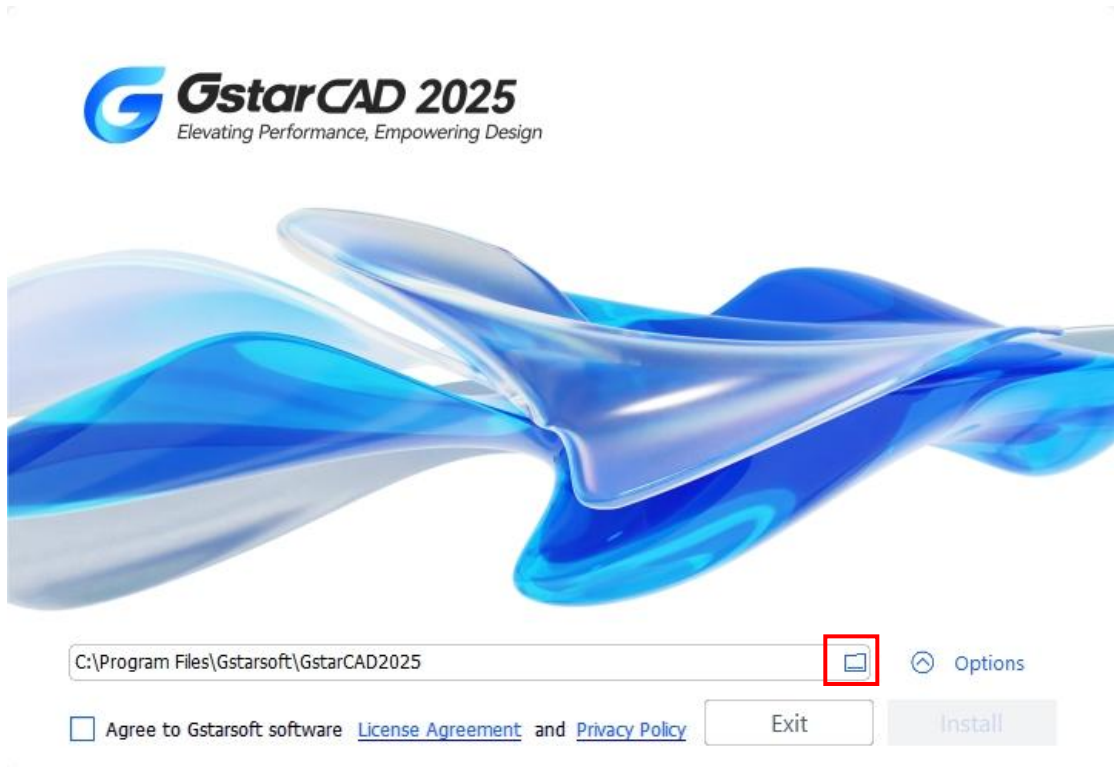 GstarCAD 2025
Elevating Performance, Empowering Design
C:\Program Files\Gstarsoft\GstarCAD2025
Options
Agree to Gstarsoft software License Agreement and Privacy Policy
Exit
Install